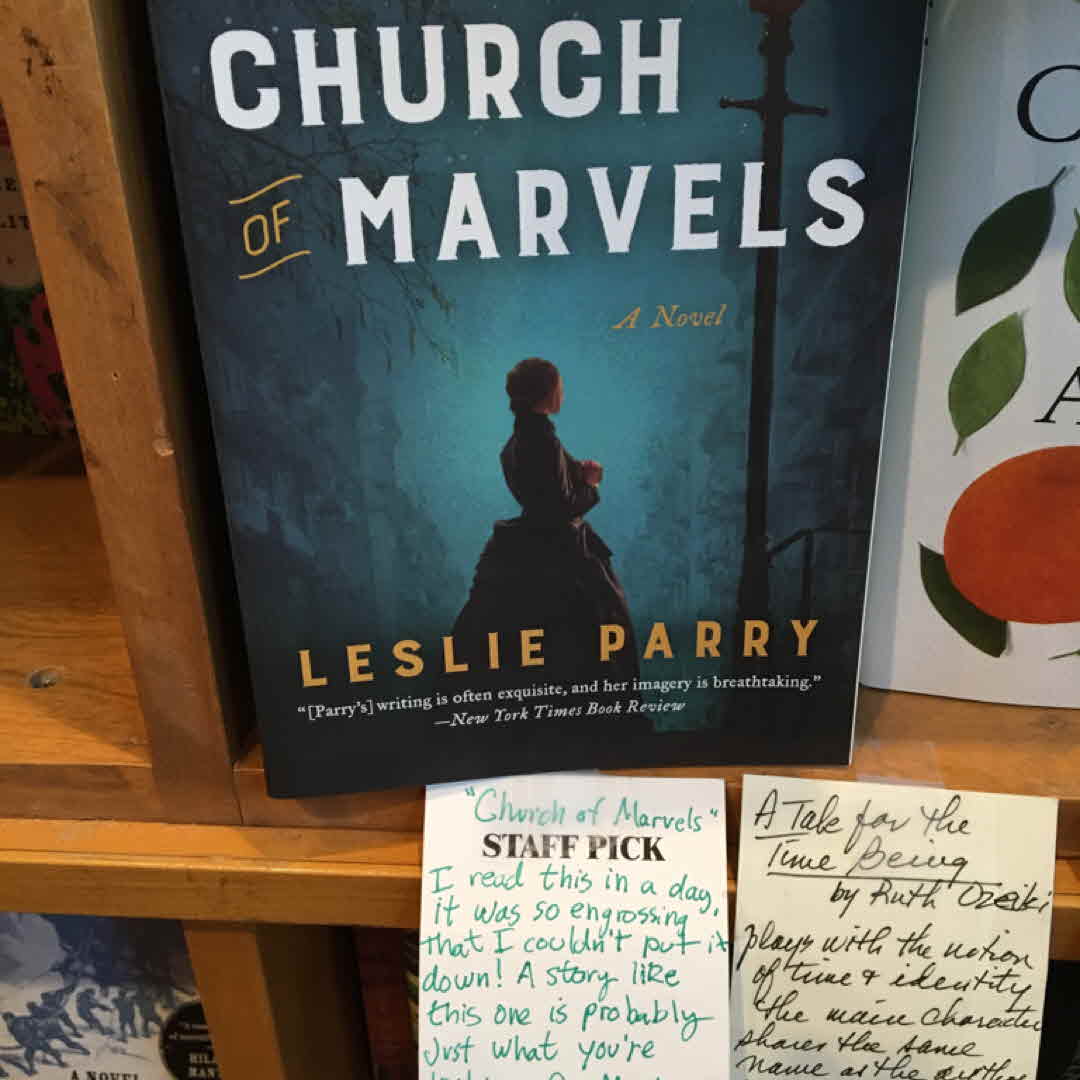 CHURCH
OF
MARVELS
A Novel
LESLIE PARRY
"[Parry's] writing is often exquisite, and her imagery is breathtaking."
—New York Times Book Review
"Church of Marvels"
STAFF PICK
I read this in a day,
it was so engrossing
that I couldn't put it
down! A story like
this one is probably
just what you're
A Tale for the
Time Being
by Ruth Ozeiki
plays with the notion
of time & identity
the main character
shares the same
name as the author
C
A
A NOVEL